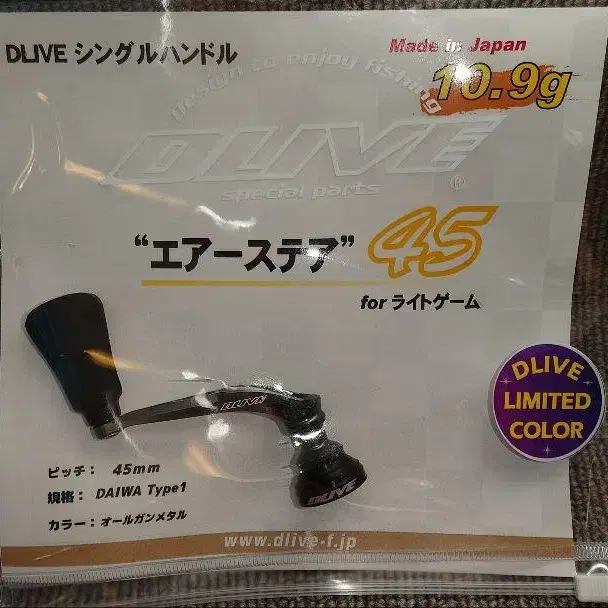 DLIVE シングルハンドル
Made in Japan
10.9g
design to enjoy fishing
DLIVE
®
special parts
“エアーステア” 45
for ライトゲーム
DLIVE
DLIVE
DLIVE
LIMITED
COLOR
ピッチ： 45mm
規格： DAIWA Type1
カラー：オールガンメタル
www.dlive-f.jp